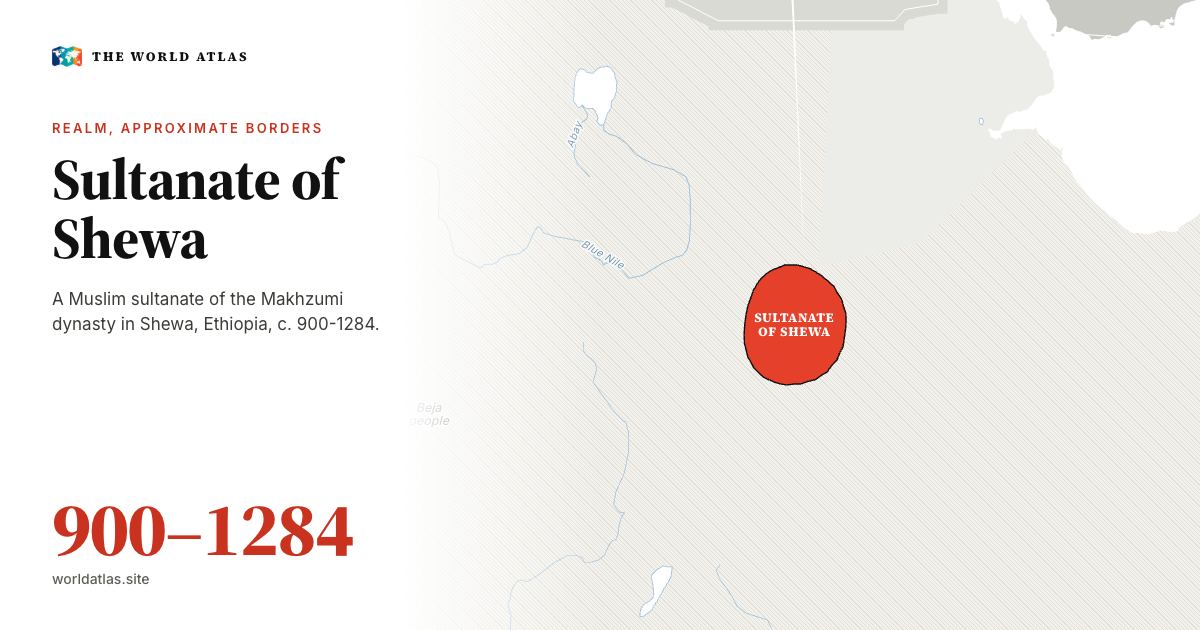 THE WORLD ATLAS
REALM, APPROXIMATE BORDERS
Sultanate of
Shewa
A Muslim sultanate of the Makhzumi
dynasty in Shewa, Ethiopia, c. 900-1284.
900–1284
worldatlas.site
Abay
Blue Nile
SULTANATE
OF SHEWA
Beja
people